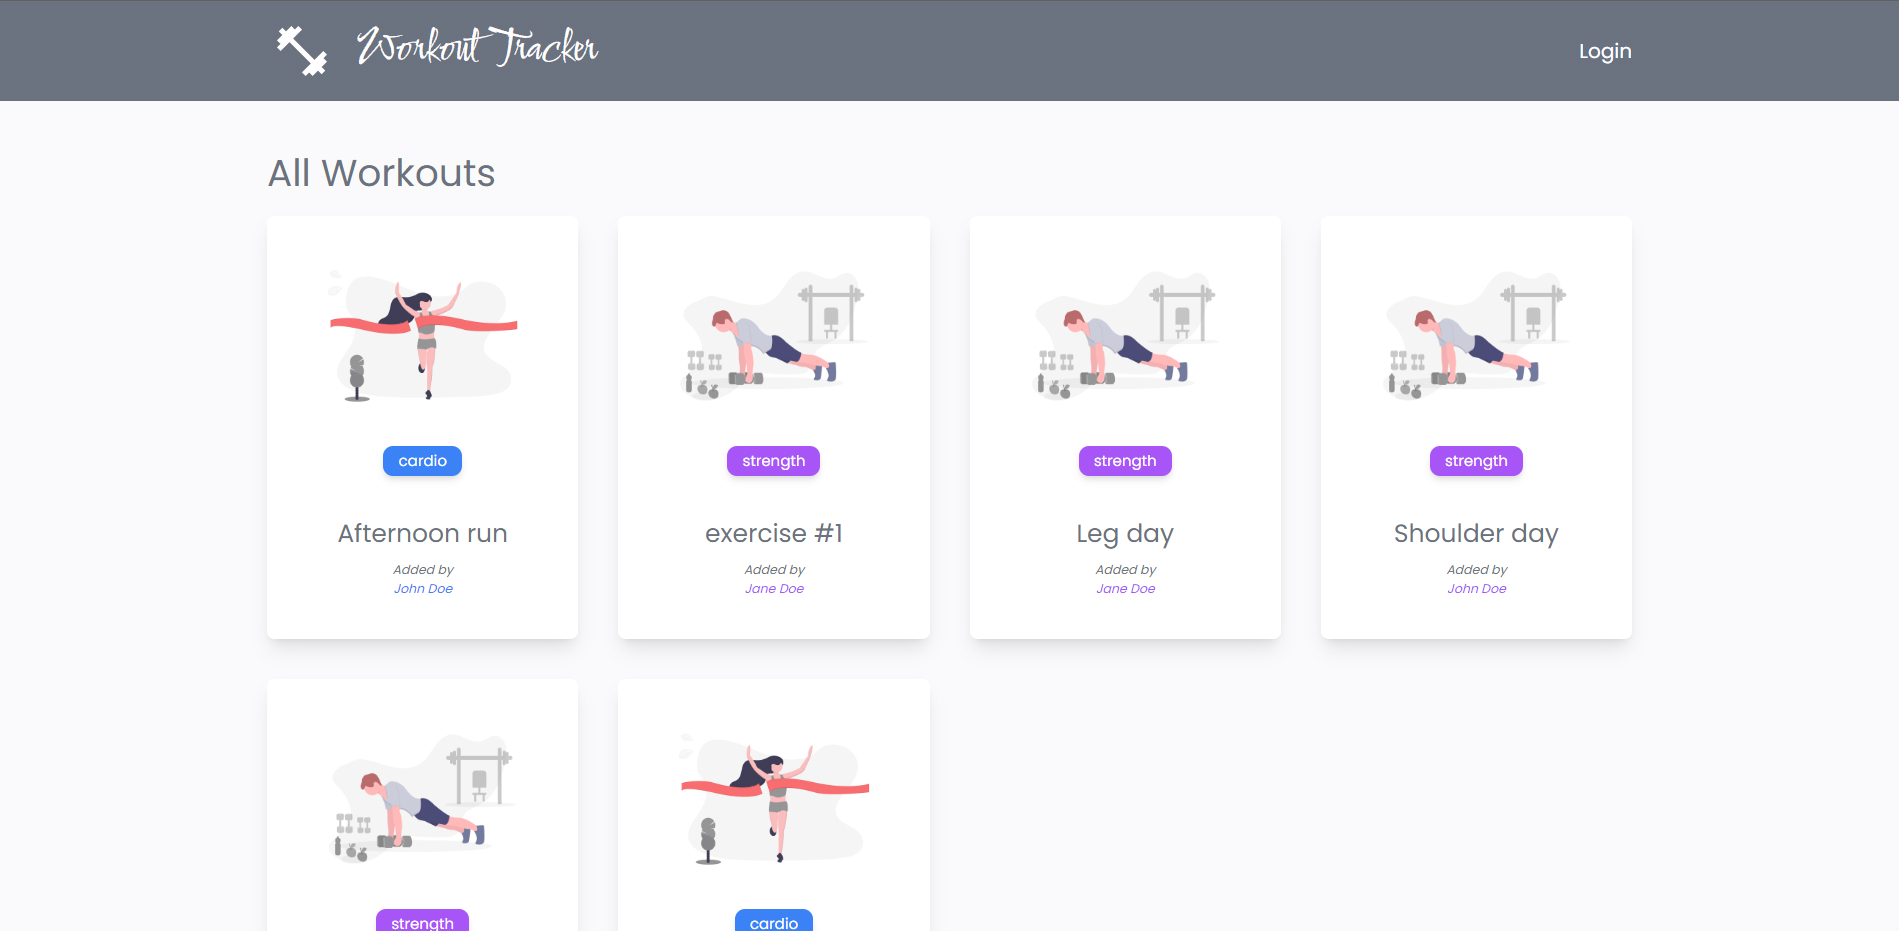 Workout Tracker
Login
All Workouts
cardio
strength
strength
strength
Afternoon run
exercise #1
Leg day
Shoulder day
Added by
John Doe
Added by
Jane Doe
Added by
Jane Doe
Added by
John Doe
strength
cardio